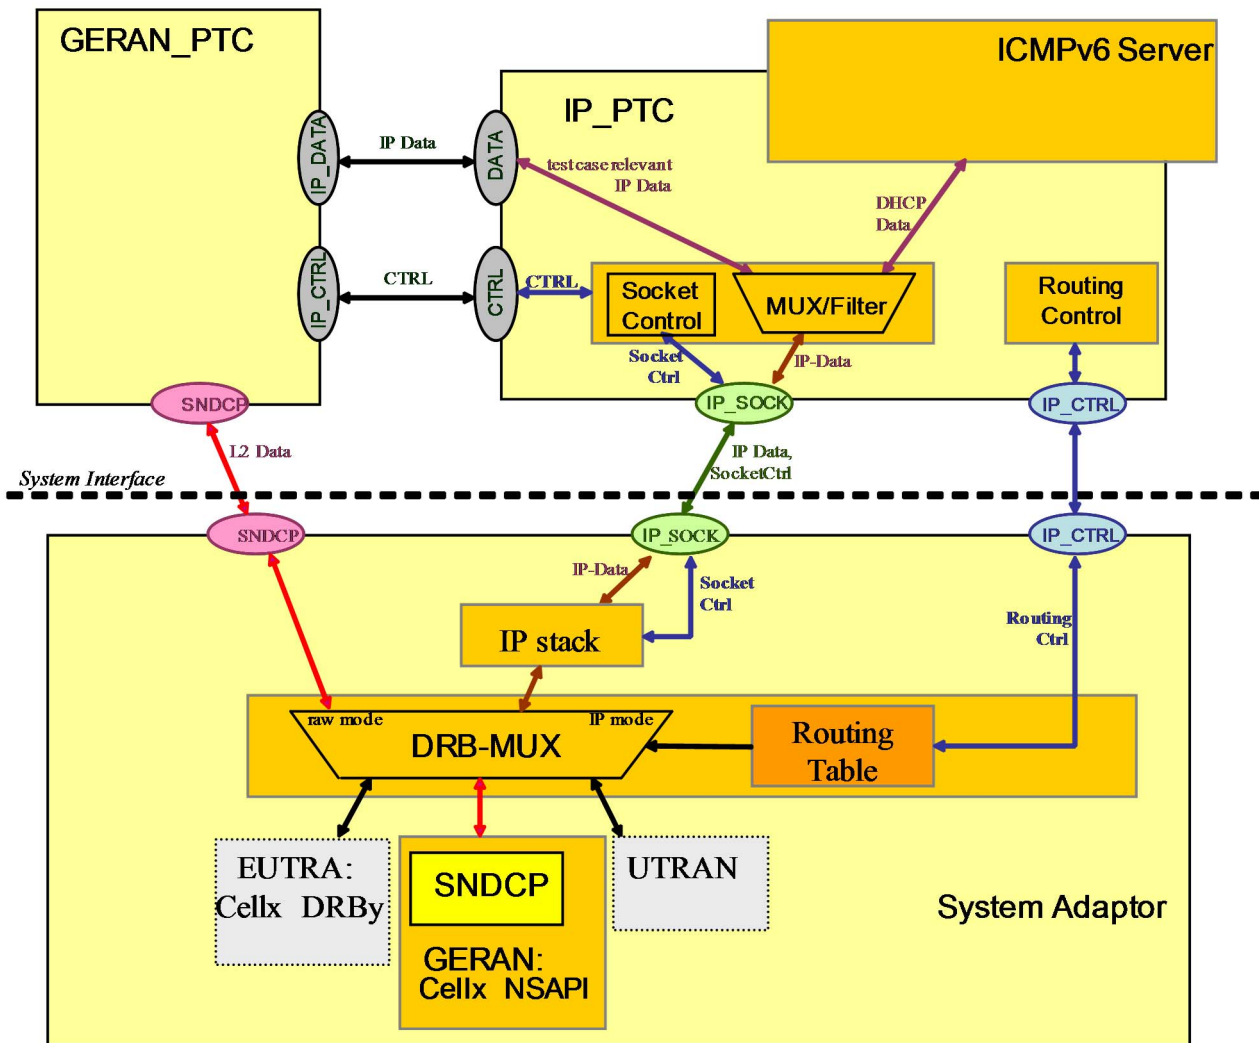 GERAN_PTC
ICMPv6 Server
IP_PTC
IP_DATA
IP Data
DATA
testcase relevant
IP Data
DHCP
Data
IP_CTRL
CTRL
CTRL
CTRL
Socket
Control
MUX/Filter
Routing
Control
Socket
Ctrl
IP-Data
SNDCP
IP_SOCK
IP_CTRL
L2 Data
IP Data,
SocketCtrl
System Interface
SNDCP
IP_SOCK
IP_CTRL
IP-Data
Socket
Ctrl
IP stack
Routing
Ctrl
raw mode
IP mode
DRB-MUX
Routing
Table
EUTRA:
Cellx DRBy
SNDCP
GERAN:
Cellx NSAPI
UTRAN
System Adaptor